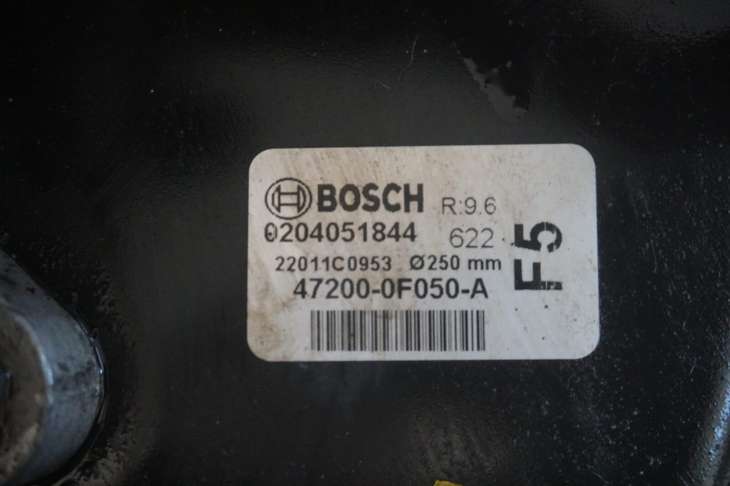 BOSCH R:9.6
0204051844 622
22011C0953 Ø250 mm
47200-0F050-A
F5